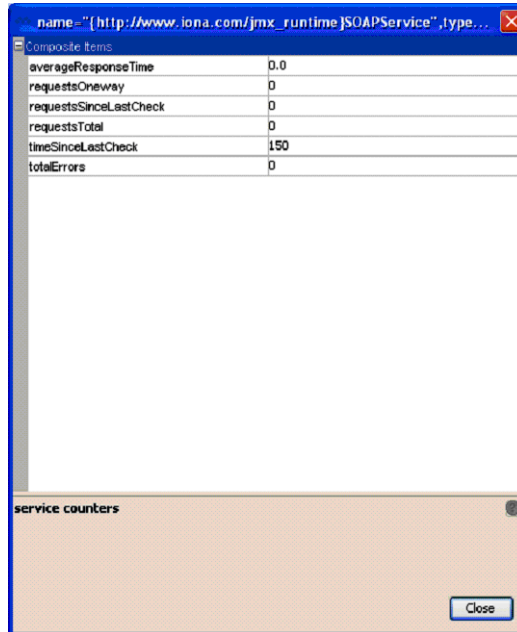 name="{http://www.iona.com/jmx_runtime}SOAPService",type...
Composite Items
averageResponseTime 0.0
requestsOneway 0
requestsSinceLastCheck 0
requestsTotal 0
timeSinceLastCheck 150
totalErrors 0
service counters
Close